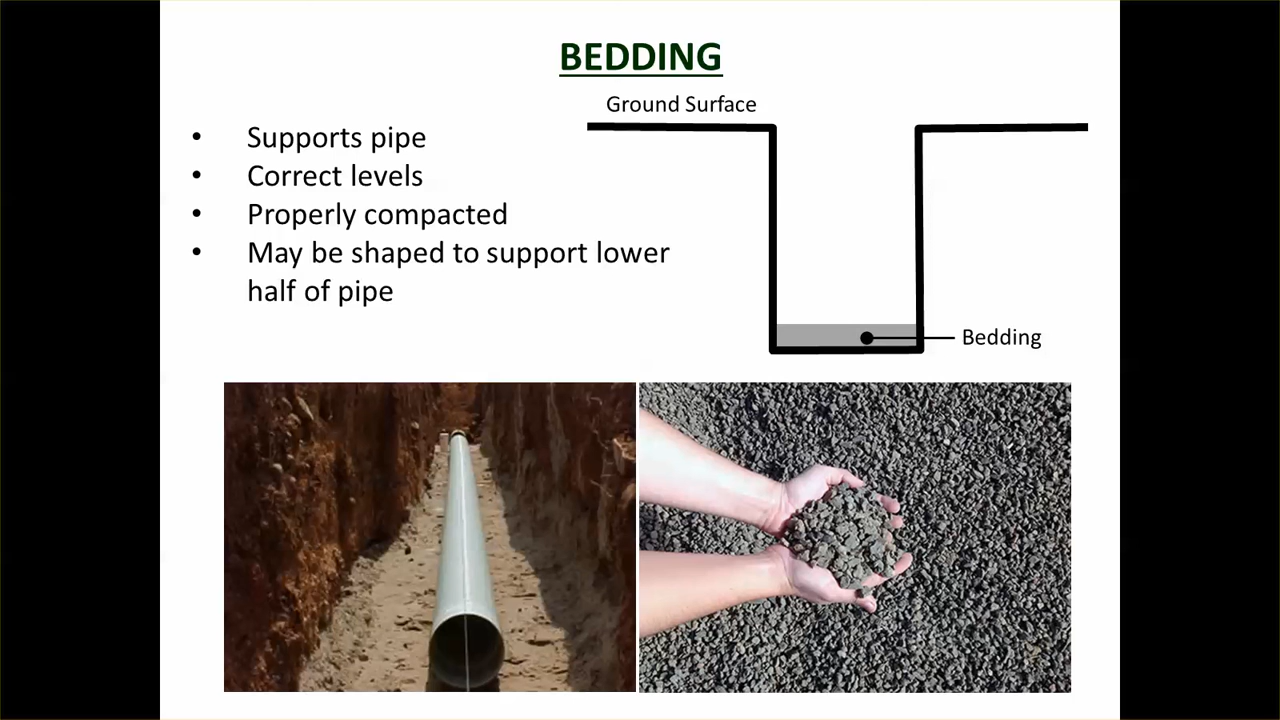 BEDDING
Ground Surface
• Supports pipe
• Correct levels
• Properly compacted
• May be shaped to support lower
half of pipe
Bedding